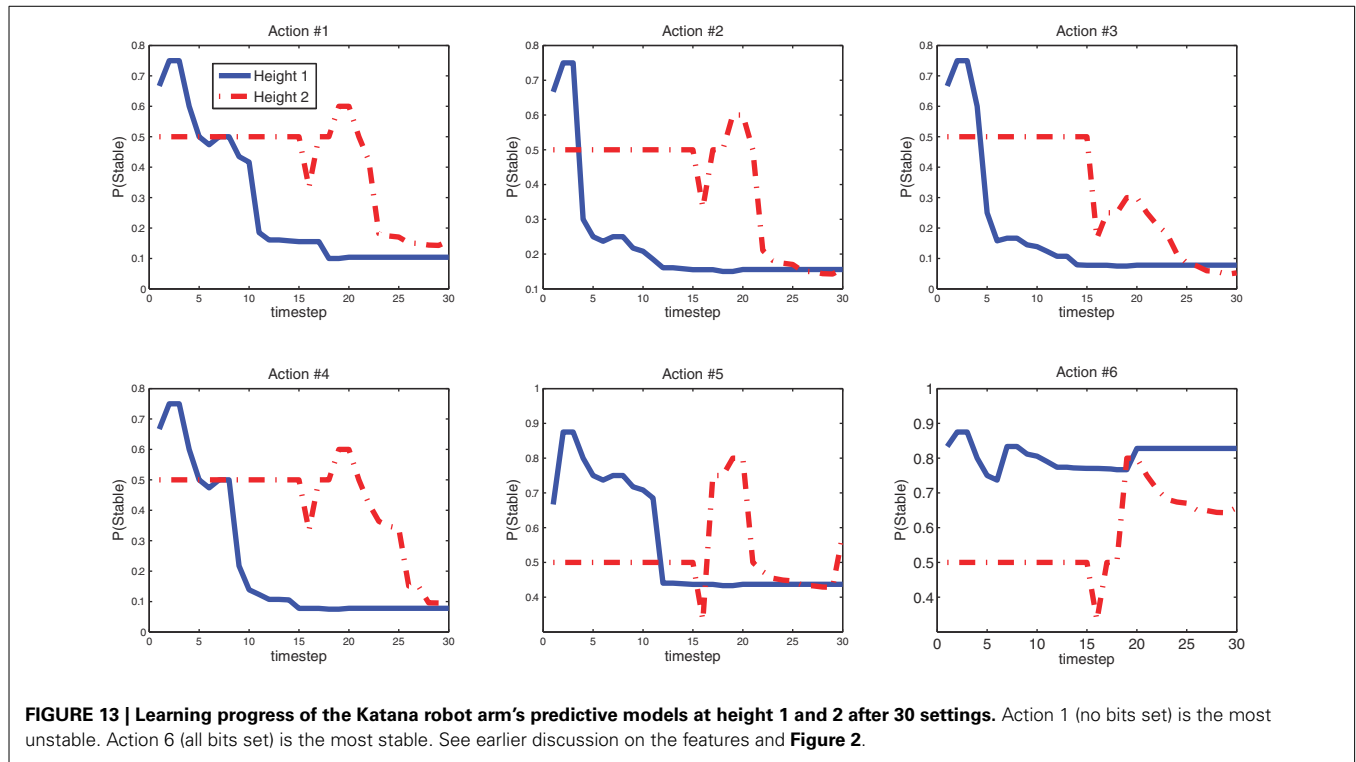 Action #1
P(Stable)
0.8
0.7
0.6
0.5
0.4
0.3
0.2
0.1
0
Height 1
Height 2
0 5 10 15 20 25 30
timestep
Action #2
P(Stable)
0.8
0.7
0.6
0.5
0.4
0.3
0.2
0.1
0 5 10 15 20 25 30
timestep
Action #3
P(Stable)
0.8
0.7
0.6
0.5
0.4
0.3
0.2
0.1
0
0 5 10 15 20 25 30
timestep
Action #4
P(Stable)
0.8
0.7
0.6
0.5
0.4
0.3
0.2
0.1
0
0 5 10 15 20 25 30
timestep
Action #5
P(Stable)
1
0.9
0.8
0.7
0.6
0.5
0.4
0 5 10 15 20 25 30
timestep
Action #6
P(Stable)
1
0.9
0.8
0.7
0.6
0.5
0.4
0 5 10 15 20 25 30
timestep
FIGURE 13 | Learning progress of the Katana robot arm's predictive models at height 1 and 2 after 30 settings. Action 1 (no bits set) is the most
unstable. Action 6 (all bits set) is the most stable. See earlier discussion on the features and Figure 2.